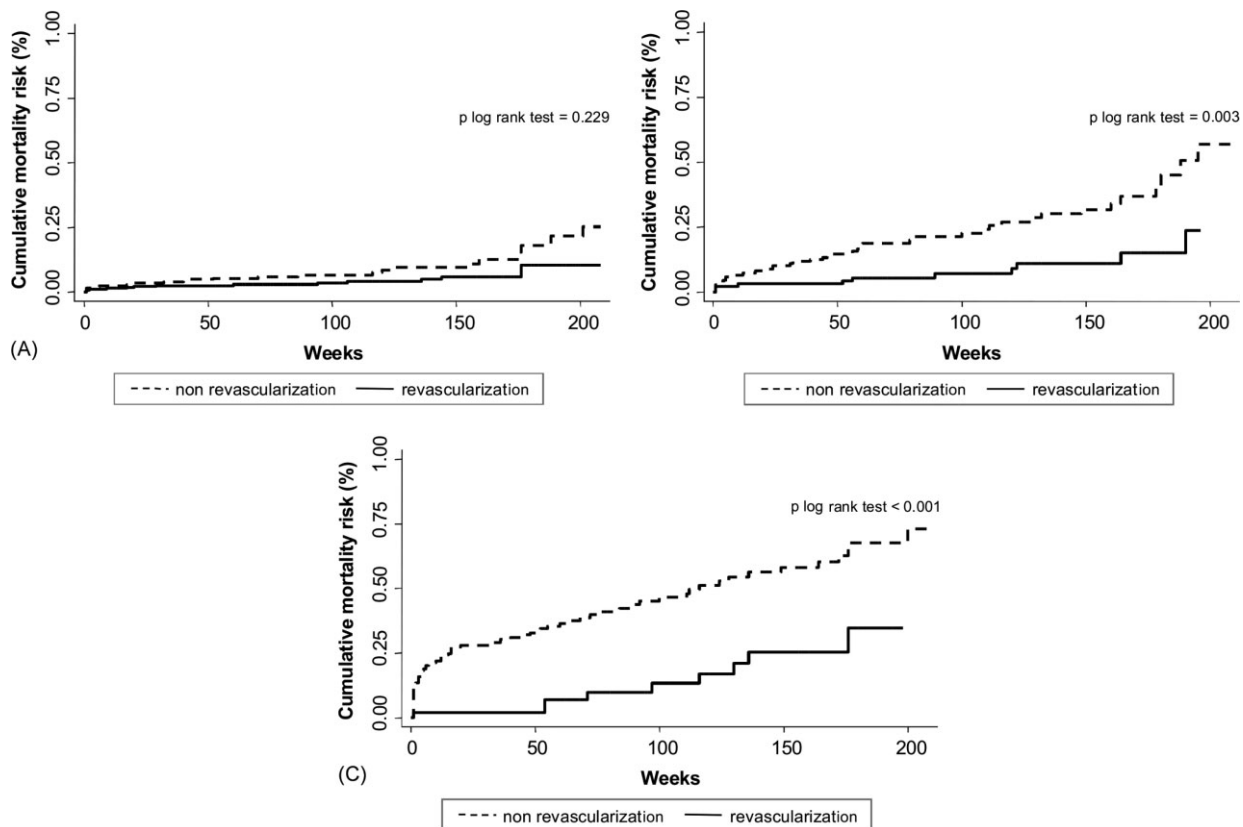 Cumulative mortality risk (%)
1.00
0.75
0.50
0.25
0.00
p log rank test = 0.229
0 50 100 150 200
Weeks
(A)
non revascularization revascularization
Cumulative mortality risk (%)
1.00
0.75
0.50
0.25
0.00
p log rank test = 0.003
0 50 100 150 200
Weeks
non revascularization revascularization
Cumulative mortality risk (%)
1.00
0.75
0.50
0.25
0.00
p log rank test < 0.001
0 50 100 150 200
Weeks
(C)
non revascularization revascularization